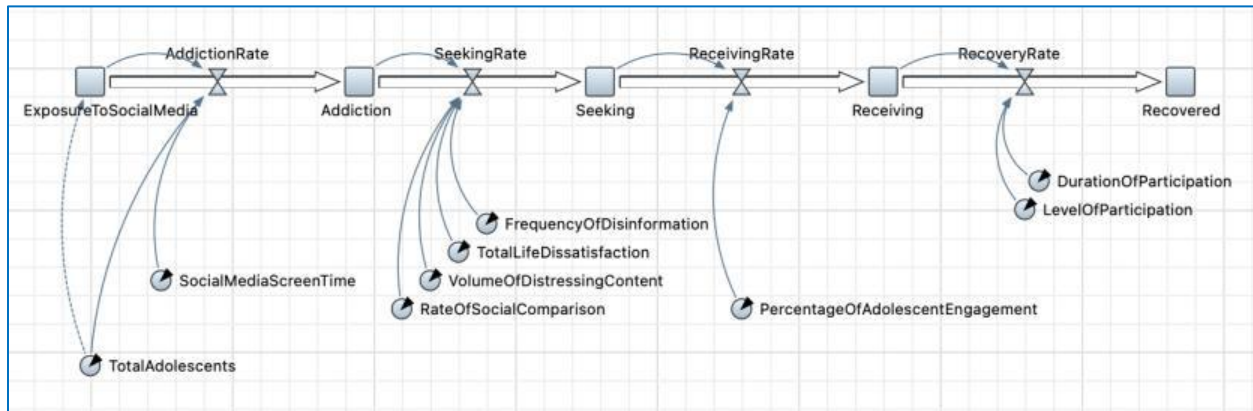 AddictionRate
SeekingRate
ReceivingRate
RecoveryRate
ExposureToSocialMedia
Addiction
Seeking
Receiving
Recovered
DurationOfParticipation
LevelOfParticipation
FrequencyOfDisinformation
TotalLifeDissatisfaction
SocialMediaScreenTime
VolumeOfDistressingContent
RateOfSocialComparison
PercentageOfAdolescentEngagement
TotalAdolescents